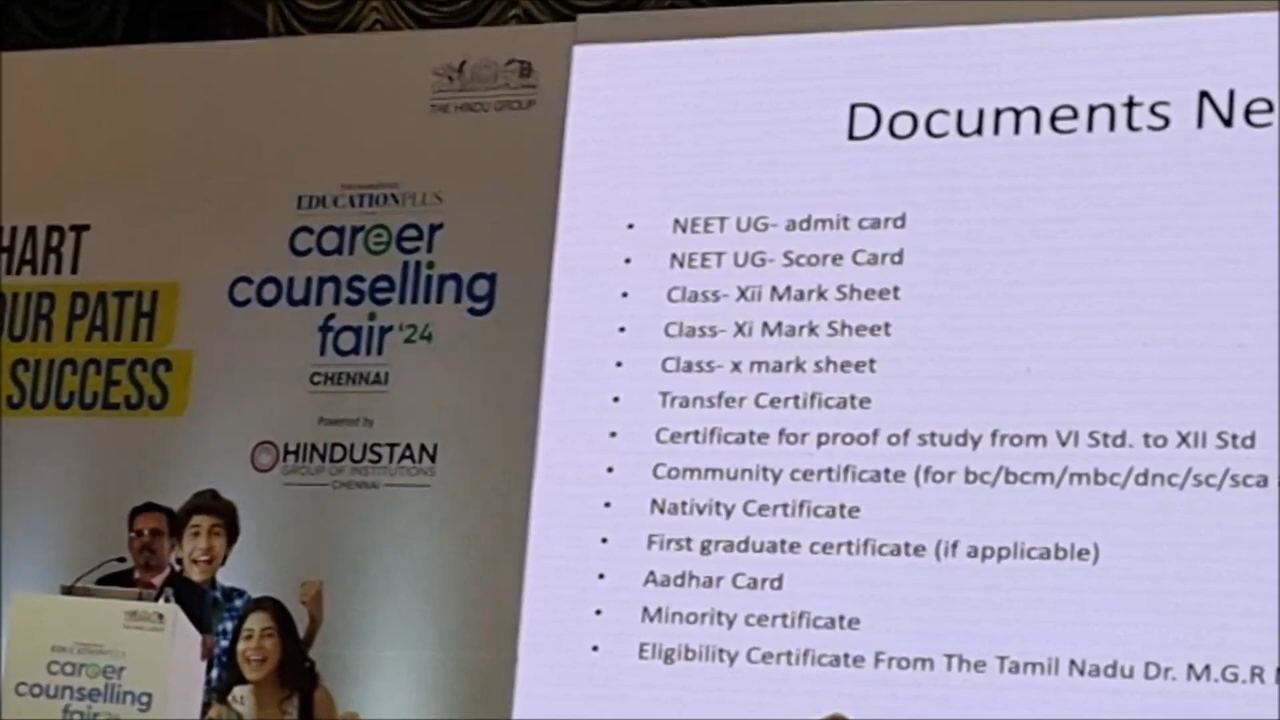 THE HINDU GROUP
EDUCATIONPLUS
career
counselling
fair '24
CHENNAI
Powered by
HINDUSTAN
GROUP OF INSTITUTIONS
CHENNAI
HART
OUR PATH
SUCCESS
career
counselling
fair
Documents Ne
• NEET UG- admit card
• NEET UG- Score Card
• Class- Xii Mark Sheet
• Class- Xi Mark Sheet
• Class- x mark sheet
• Transfer Certificate
• Certificate for proof of study from VI Std. to XII Std
• Community certificate (for bc/bcm/mbc/dnc/sc/sca
• Nativity Certificate
• First graduate certificate (if applicable)
• Aadhar Card
• Minority certificate
• Eligibility Certificate From The Tamil Nadu Dr. M.G.R